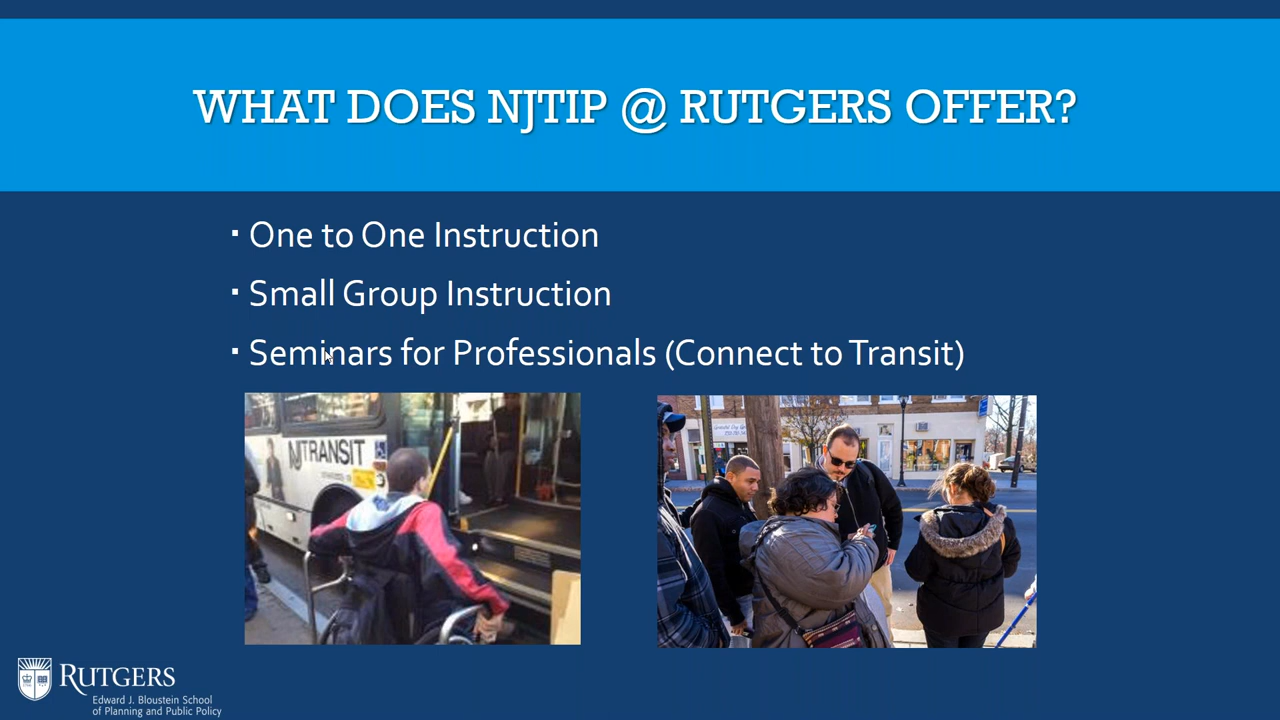 WHAT DOES NJTIP @ RUTGERS OFFER?
▪ One to One Instruction
▪ Small Group Instruction
▪ Seminars for Professionals (Connect to Transit)
NJTRANSIT
RUTGERS
Edward J. Bloustein School
of Planning and Public Policy